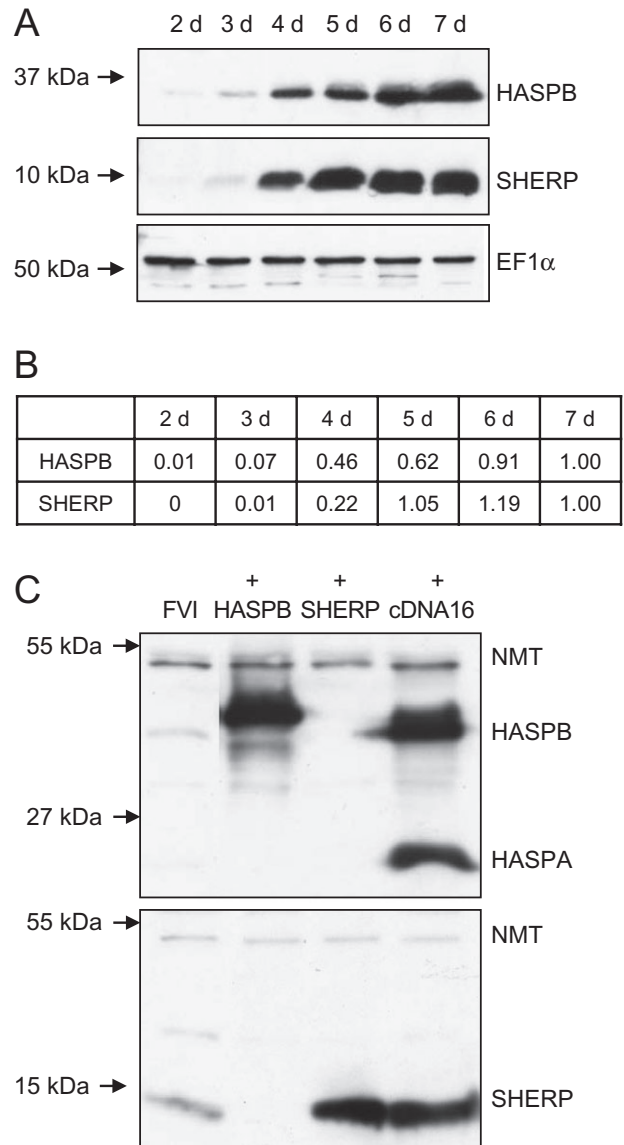 A
2 d 3 d 4 d 5 d 6 d 7 d
37 kDa
HASPB
10 kDa
SHERP
50 kDa
EF1α
B
2 d 3 d 4 d 5 d 6 d 7 d
HASPB 0.01 0.07 0.46 0.62 0.91 1.00
SHERP 0 0.01 0.22 1.05 1.19 1.00
C
+ + +
FVI HASPB SHERP cDNA16
55 kDa
NMT
HASPB
27 kDa
HASPA
55 kDa
NMT
15 kDa
SHERP